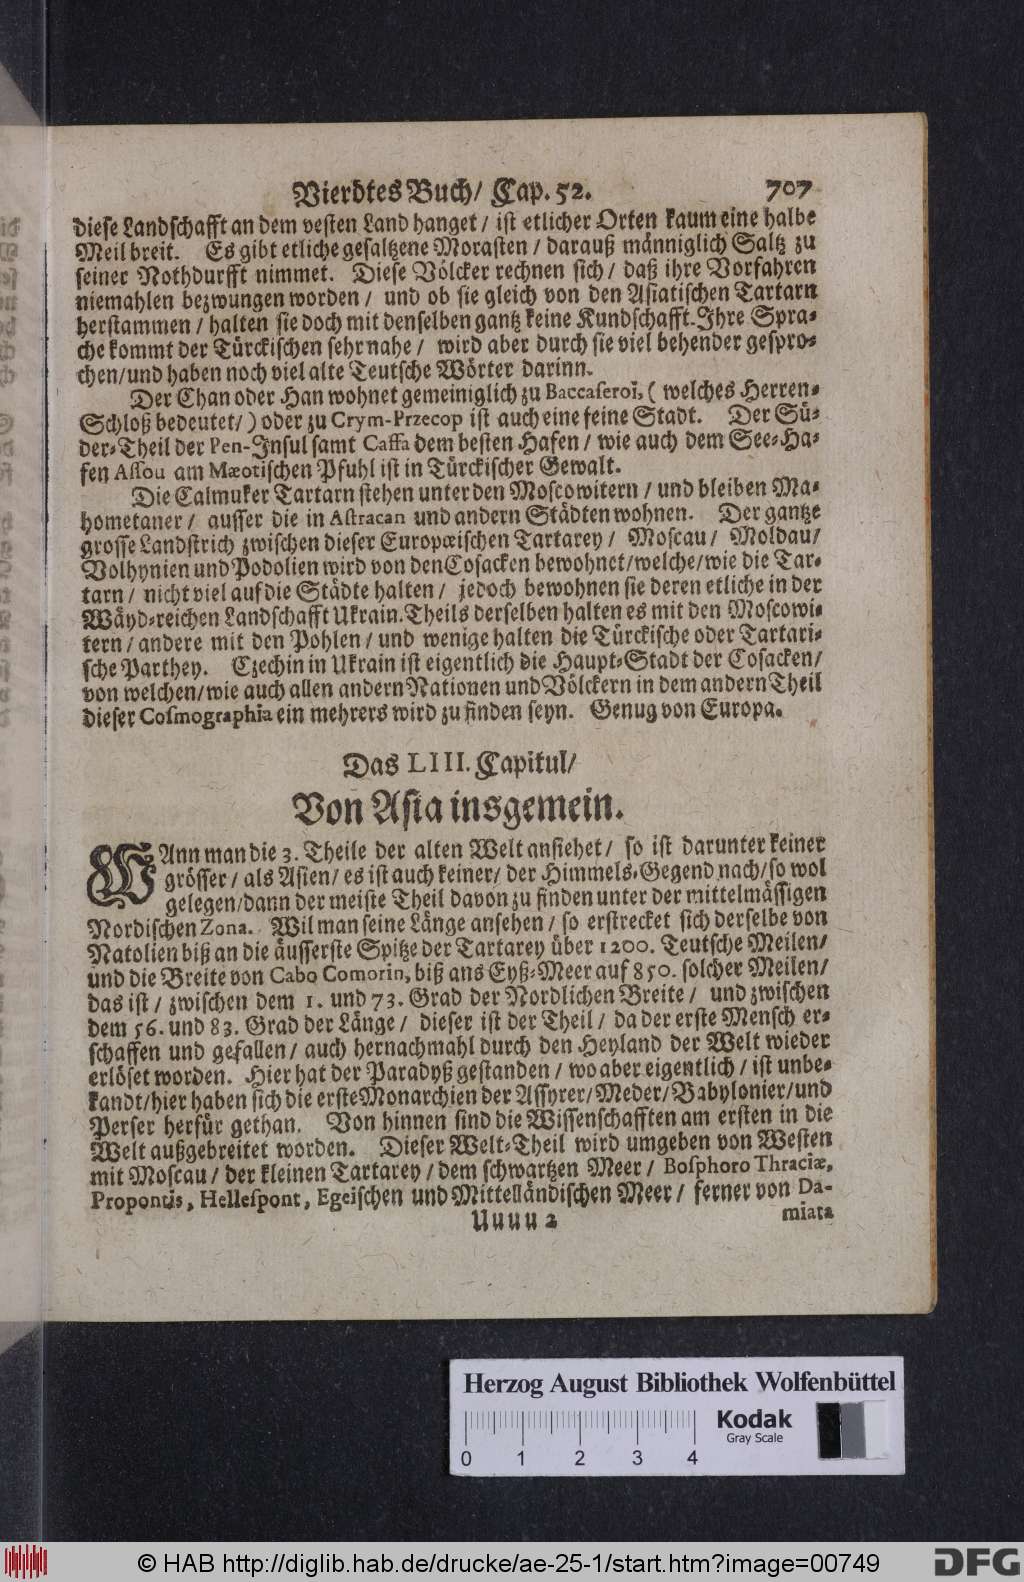 Vierdtes Buch/ Cap. 52. 707
diese Landschafft an dem vesten Land hanget / ist etlicher Orten kaum eine halbe
Meil breit. Es gibt etliche gesaltzene Morasten / darauß männiglich Saltz zu
seiner Nothdurfft nimmet. Diese Völcker rechnen sich / daß ihre Vorfahren
niemahlen bezwungen worden / und ob sie gleich von den Asiatischen Tartarn
herstammen / halten sie doch mit denselben gantz keine Kundschafft. Ihre Spra-
che kommt der Türckischen sehr nahe / wird aber durch sie viel behender gespro-
chen/und haben noch viel alte Teutsche Wörter darinn.
Der Chan oder Han wohnet gemeiniglich zu Baccaseroi, ( welches Herren-
Schloß bedeutet/ ) oder zu Crym-Przecop ist auch eine feine Stadt. Der Sü-
der-Theil der Pen-Insul samt Caffa dem besten Hafen / wie auch dem See-Ha-
fen Assou am Mæotischen Pfuhl ist in Türckischer Gewalt.
Die Calmuker Tartarn stehen unter den Moscowitern / und bleiben Ma-
hometaner / ausser die in Astracan und andern Städten wohnen. Der gantze
grosse Landstrich zwischen dieser Europœischen Tartarey / Moscau / Moldau/
Volhynien und Podolien wird von den Cosacken bewohnet/welche/wie die Tar-
tarn / nicht viel auf die Städte halten / jedoch bewohnen sie deren etliche in der
Wäyd-reichen Landschafft Ukrain. Theils derselben halten es mit den Moscowi-
tern / andere mit den Pohlen / und wenige halten die Türckische oder Tartari-
sche Parthey. Czechin in Ukrain ist eigentlich die Haupt-Stadt der Cosacken/
von welchen/wie auch allen andern Nationen und Völckern in dem andern Theil
dieser Cosmographia ein mehrers wird zu finden seyn. Genug von Europa.
Das LIII. Capitul/
Von Asia insgemein.
WAnn man die 3. Theile der alten Welt ansiehet / so ist darunter keiner
grösser / als Asien / es ist auch keiner / der Himmels-Gegend nach/so wol
gelegen/dann der meiste Theil davon zu finden unter der mittelmässigen
Nordischen Zona. Wil man seine Länge ansehen / so erstrecket sich derselbe von
Natolien biß an die äusserste Spitze der Tartarey über 1200. Teutsche Meilen/
und die Breite von Cabo Comorin, biß ans Eyß-Meer auf 850. solcher Meilen/
das ist / zwischen dem 1. und 73. Grad der Nordlichen Breite / und zwischen
dem 56. und 83. Grad der Länge / dieser ist der Theil / da der erste Mensch er-
schaffen und gefallen / auch hernachmahl durch den Heyland der Welt wieder
erlöset worden. Hier hat der Paradyß gestanden / wo aber eigentlich / ist unbe-
kandt/hier haben sich die erste Monarchien der Assyrer/Meder/Babylonier/und
Perser herfür gethan. Von hinnen sind die Wissenschafften am ersten in die
Welt außgebreitet worden. Dieser Welt-Theil wird umgeben von Westen
mit Moscau / der kleinen Tartarey / dem schwartzen Meer / Bosphoro Thraciæ,
Propontis, Hellespont, Egeischen und Mittelländischen Meer / ferner von Da-
Uuuu 2 miata
Herzog August Bibliothek Wolfenbüttel
Kodak
Gray Scale
0 1 2 3 4
© HAB http://diglib.hab.de/drucke/ae-25-1/start.htm?image=00749
DFG